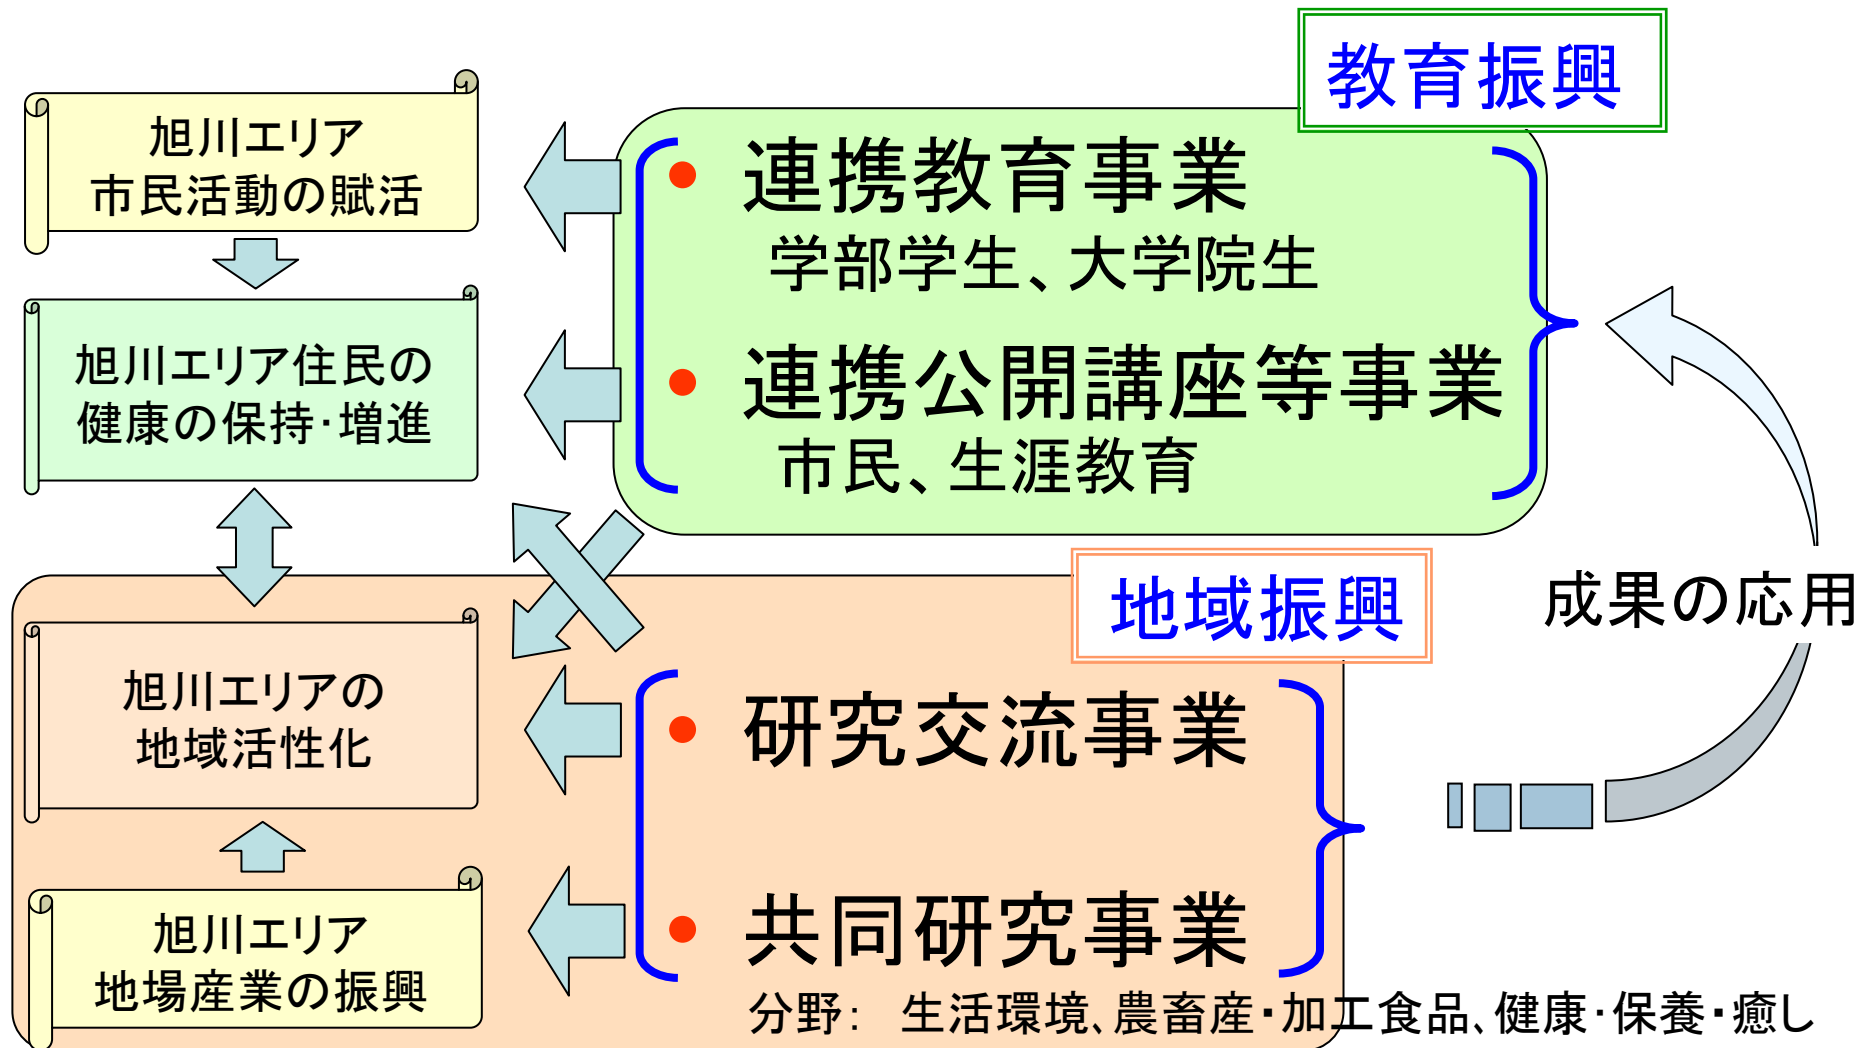 教育振興
旭川エリア
市民活動の賦活
• 連携教育事業
学部学生、大学院生
旭川エリア住民の
健康の保持・増進
• 連携公開講座等事業
市民、生涯教育
地域振興
成果の応用
旭川エリアの
地域活性化
• 研究交流事業
旭川エリア
地場産業の振興
• 共同研究事業
分野： 生活環境、農畜産・加工食品、健康・保養・癒し